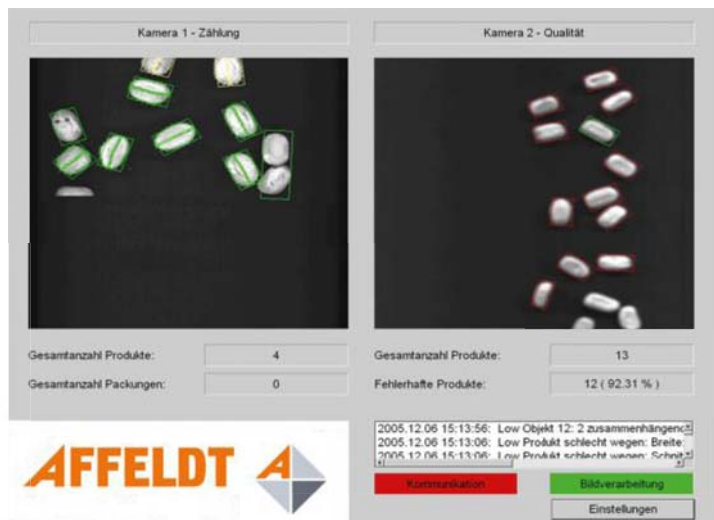 Kamera 1 - Zählung
Kamera 2 - Qualität
Gesamtanzahl Produkte: 4
Gesamtanzahl Packungen: 0
Gesamtanzahl Produkte: 13
Fehlerhafte Produkte: 12 ( 92.31 % )
2005.12.06 15:13:56: Low Objekt 12: 2 zusammenhängend
2005.12.06 15:13:06: Low Produkt schlecht wegen: Breite:
2005.12.06 15:13:06: Low Produkt schlecht wegen: Schnit
AFFELDT A
Kommunikation
Bildverarbeitung
Einstellungen